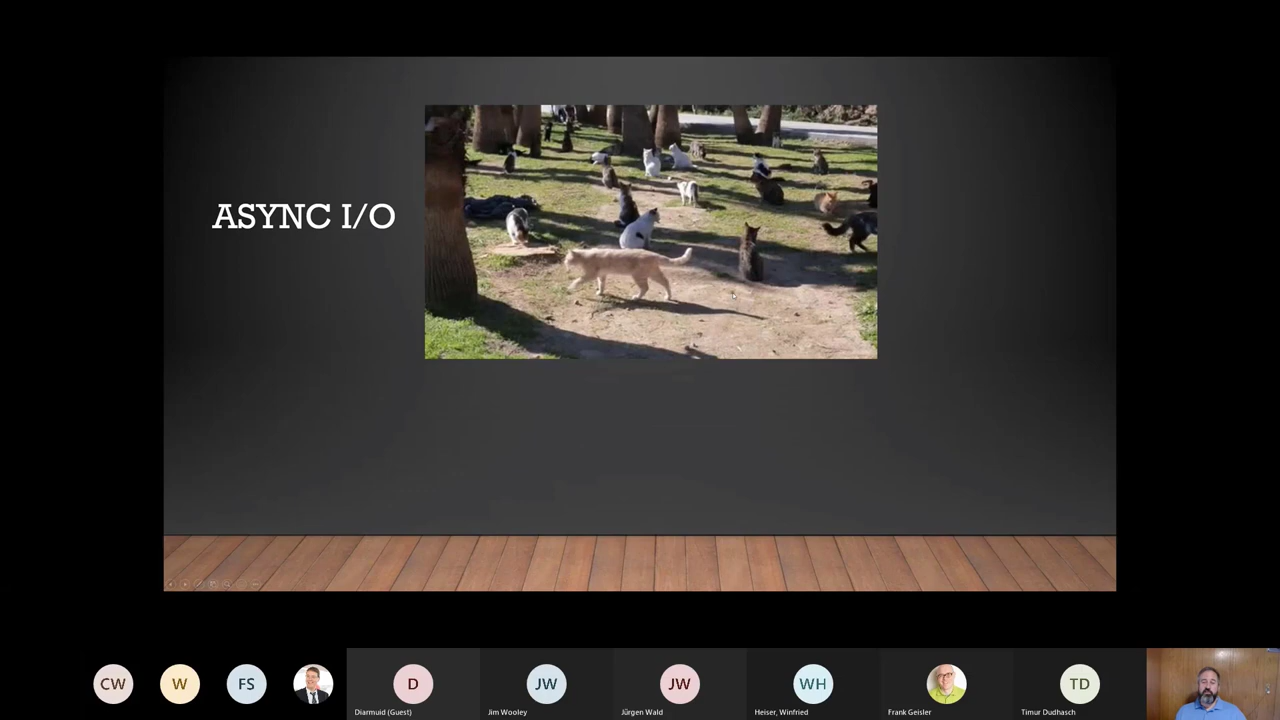 ASYNC I/O
CW
W
FS
D
JW
JW
WH
TD
Diarmuid (Guest)
Jim Wooley
Jürgen Wald
Heiser, Winfried
Frank Geisler
Timur Dudhasch